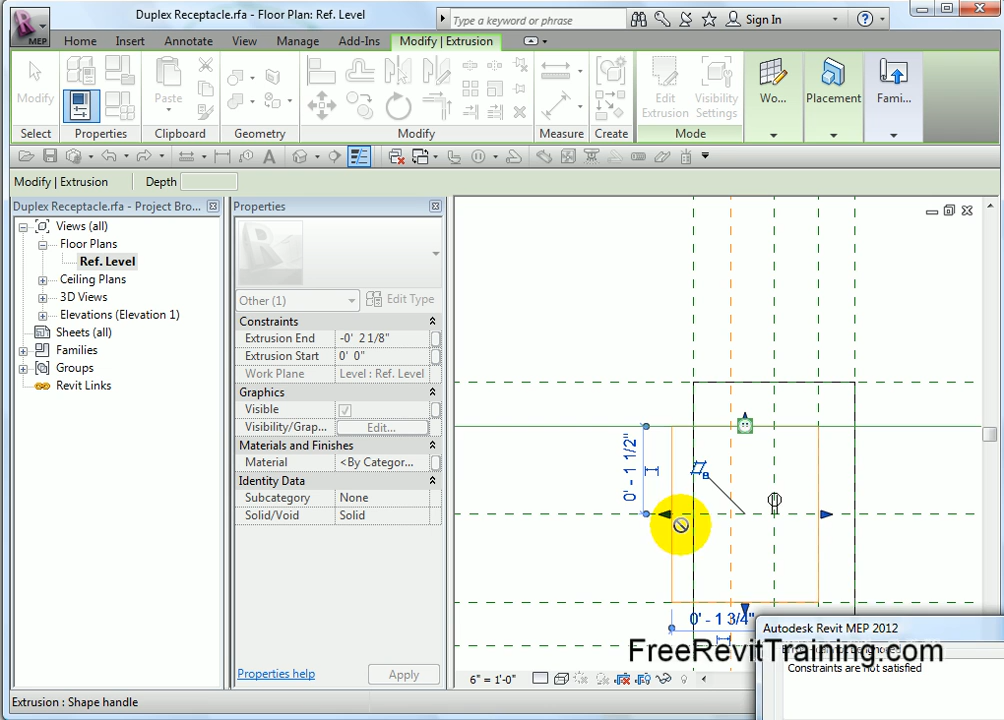 Duplex Receptacle.rfa - Floor Plan: Ref. Level
Type a keyword or phrase
Sign In
MEP
Home Insert Annotate View Manage Add-Ins Modify | Extrusion
Modify
Paste
Edit Extrusion
Visibility Settings
Wo...
Placement
Fami...
Select Properties Clipboard Geometry Modify Measure Create Mode
Modify | Extrusion Depth
Duplex Receptacle.rfa - Project Bro...
Views (all)
Floor Plans
Ref. Level
Ceiling Plans
3D Views
Elevations (Elevation 1)
Sheets (all)
Families
Groups
Revit Links
Properties
Other (1) Edit Type
Constraints
Extrusion End -0' 2 1/8"
Extrusion Start 0' 0"
Work Plane Level : Ref. Level
Graphics
Visible
Visibility/Grap... Edit...
Materials and Finishes
Material <By Categor...
Identity Data
Subcategory None
Solid/Void Solid
Properties help Apply
0' - 1 1/2"
0' - 1 3/4"
Autodesk Revit MEP 2012
FreeRevitTraining.com
Constraints are not satisfied
6" = 1'-0"
Extrusion : Shape handle